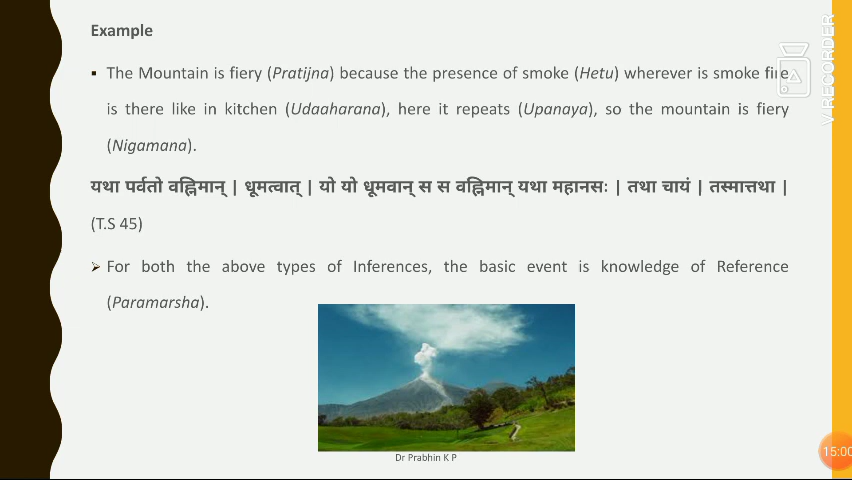 Example
▪ The Mountain is fiery (Pratijna) because the presence of smoke (Hetu) wherever is smoke fire
is there like in kitchen (Udaaharana), here it repeats (Upanaya), so the mountain is fiery
(Nigamana).
यथा पर्वतो वह्निमान् | धूमत्वात् | यो यो धूमवान् स स वह्निमान् यथा महानसः | तथा चायं | तस्मात्तथा |
(T.S 45)
➢ For both the above types of Inferences, the basic event is knowledge of Reference
(Paramarsha).
Dr Prabhin K P
V RECORDER
15:00